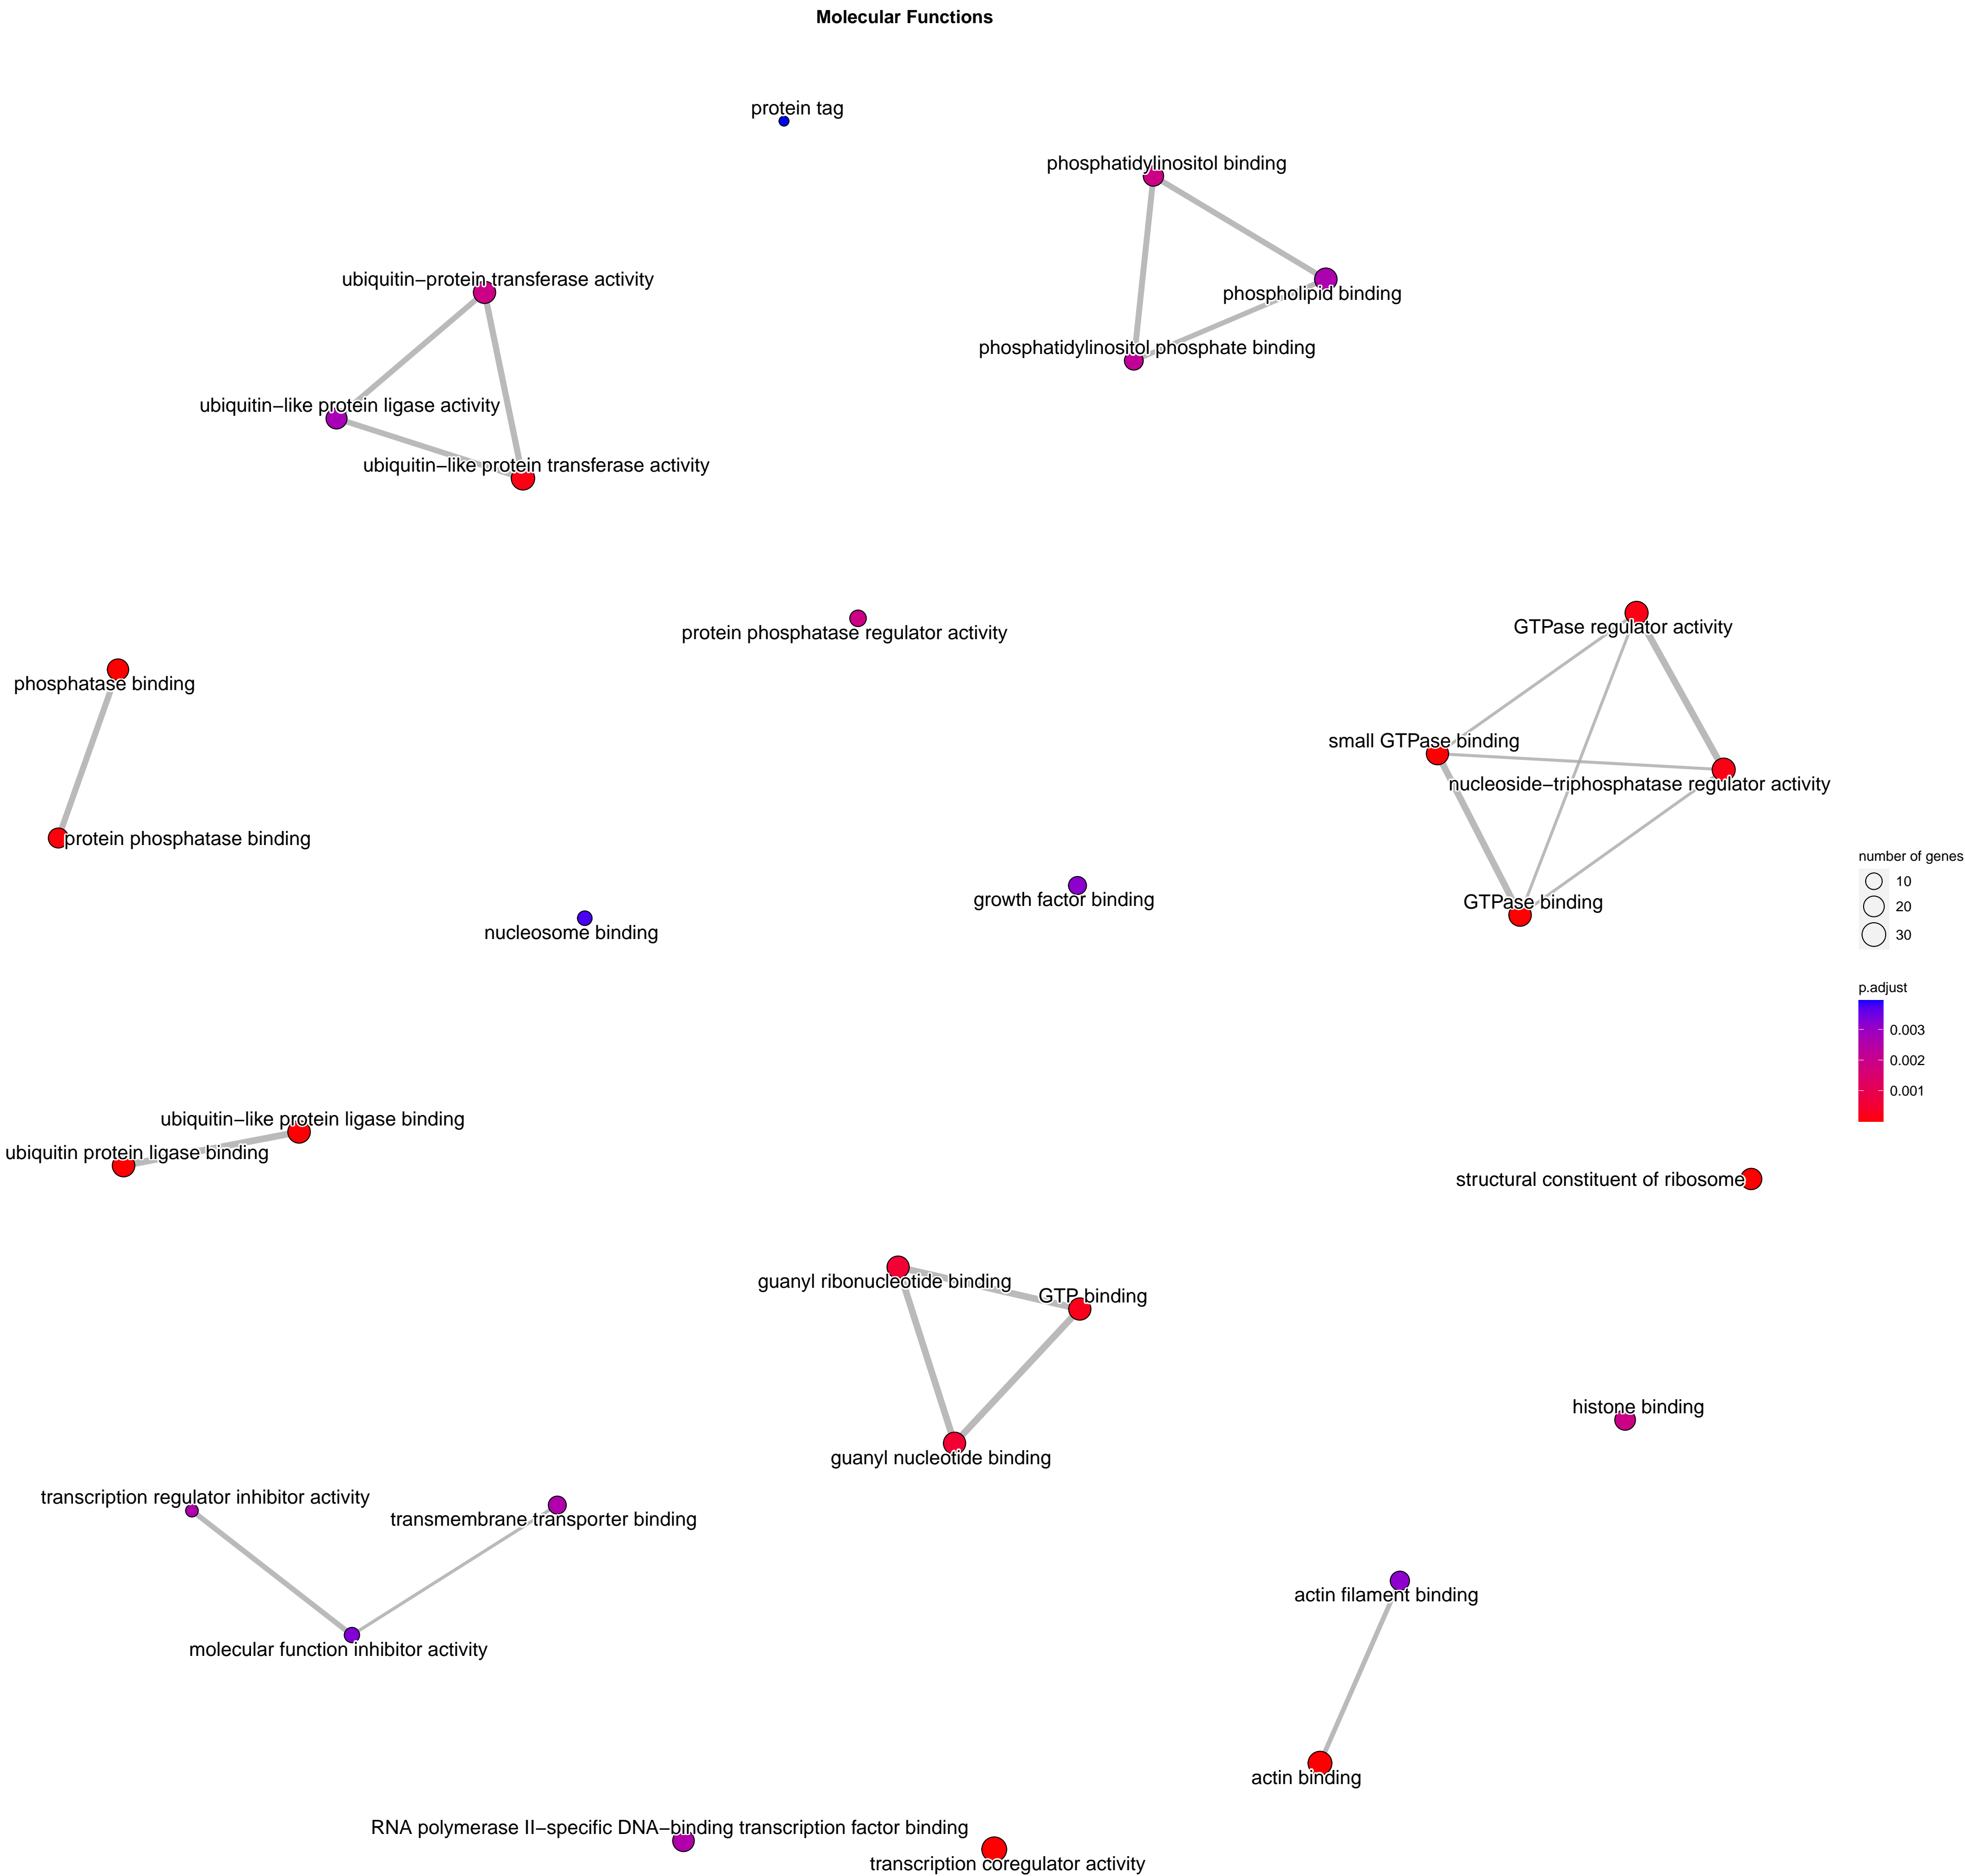 Molecular Functions
protein tag
phosphatidylinositol binding
ubiquitin−protein transferase activity
phospholipid binding
phosphatidylinositol phosphate binding
ubiquitin−like protein ligase activity
ubiquitin−like protein transferase activity
GTPase regulator activity
protein phosphatase regulator activity
phosphatase binding
small GTPase binding
nucleoside−triphosphatase regulator activity
protein phosphatase binding
number of genes
10
growth factor binding
GTPase binding
20
nucleosome binding
30
p.adjust
0.003
0.002
0.001
ubiquitin−like protein ligase binding
ubiquitin protein ligase binding
structural constituent of ribosome
guanyl ribonucleotide binding
GTP binding
histone binding
guanyl nucleotide binding
transcription regulator inhibitor activity
transmembrane transporter binding
actin filament binding
molecular function inhibitor activity
actin binding
RNA polymerase II−specific DNA−binding transcription factor binding
transcription coregulator activity